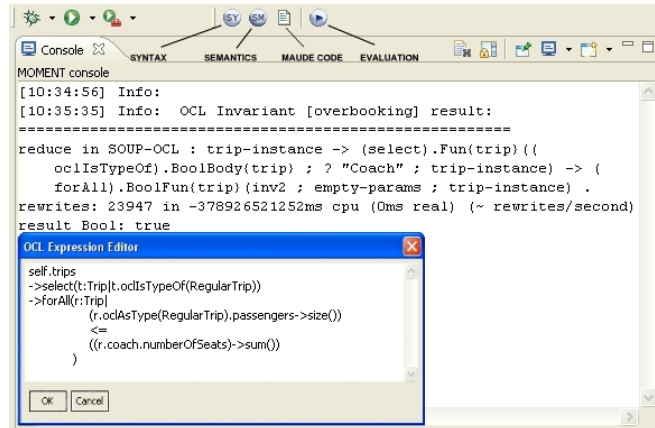 SY SM
SYNTAX SEMANTICS MAUDE CODE EVALUATION
Console
MOMENT console
[10:34:56] Info:
[10:35:35] Info: OCL Invariant [overbooking] result:
==========================================================
reduce in SOUP-OCL : trip-instance -> (select).Fun{trip}((
oclIsTypeOf).BoolBody{trip} ; ? "Coach" ; trip-instance) -> (
forAll).BoolFun{trip}(inv2 ; empty-params ; trip-instance) .
rewrites: 23947 in -378926521252ms cpu (0ms real) (~ rewrites/second)
result Bool: true
OCL Expression Editor
self.trips
->select(t:Trip|t.oclIsTypeOf(RegularTrip))
->forAll(r:Trip|
(r.oclAsType(RegularTrip).passengers->size())
<=
((r.coach.numberOfSeats)->sum())
)
OK Cancel